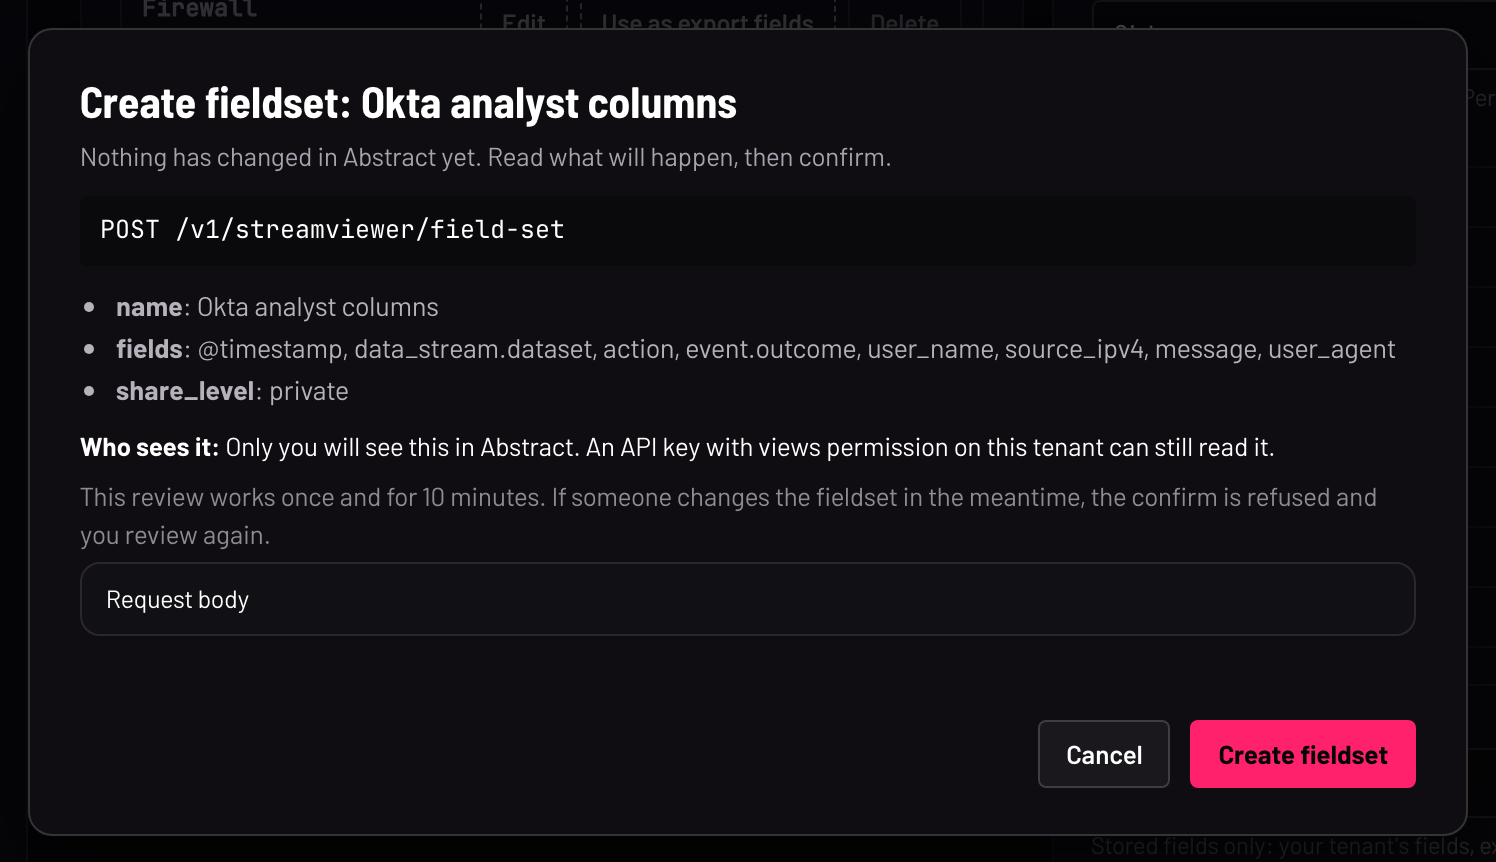 Firewall
Edit
Use as export fields
Delete
Create fieldset: Okta analyst columns
Nothing has changed in Abstract yet. Read what will happen, then confirm.
POST /v1/streamviewer/field-set
name: Okta analyst columns
fields: @timestamp, data_stream.dataset, action, event.outcome, user_name, source_ipv4, message, user_agent
share_level: private
Who sees it: Only you will see this in Abstract. An API key with views permission on this tenant can still read it.
This review works once and for 10 minutes. If someone changes the fieldset in the meantime, the confirm is refused and
you review again.
Request body
Cancel
Create fieldset
Stored fields only: your tenant's fields,